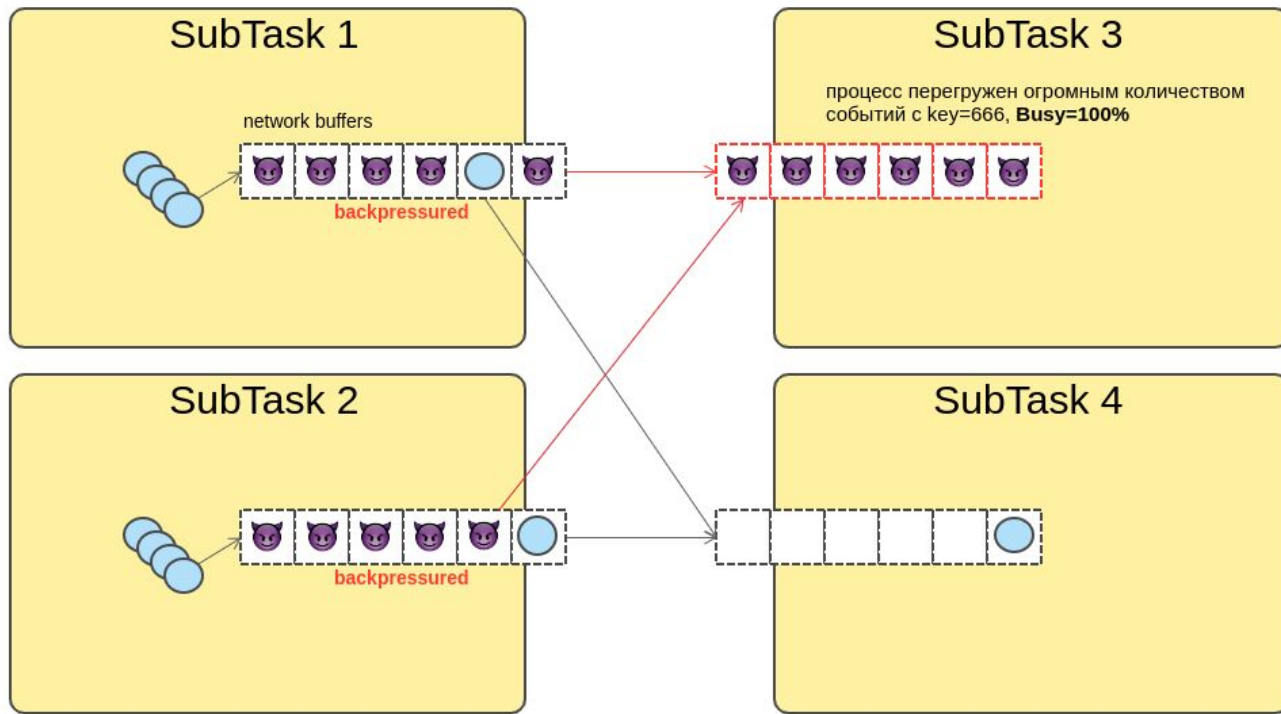 SubTask 1
network buffers
backpressured
SubTask 3
процесс перегружен огромным количеством
событий с key=666, Busy=100%
SubTask 2
backpressured
SubTask 4